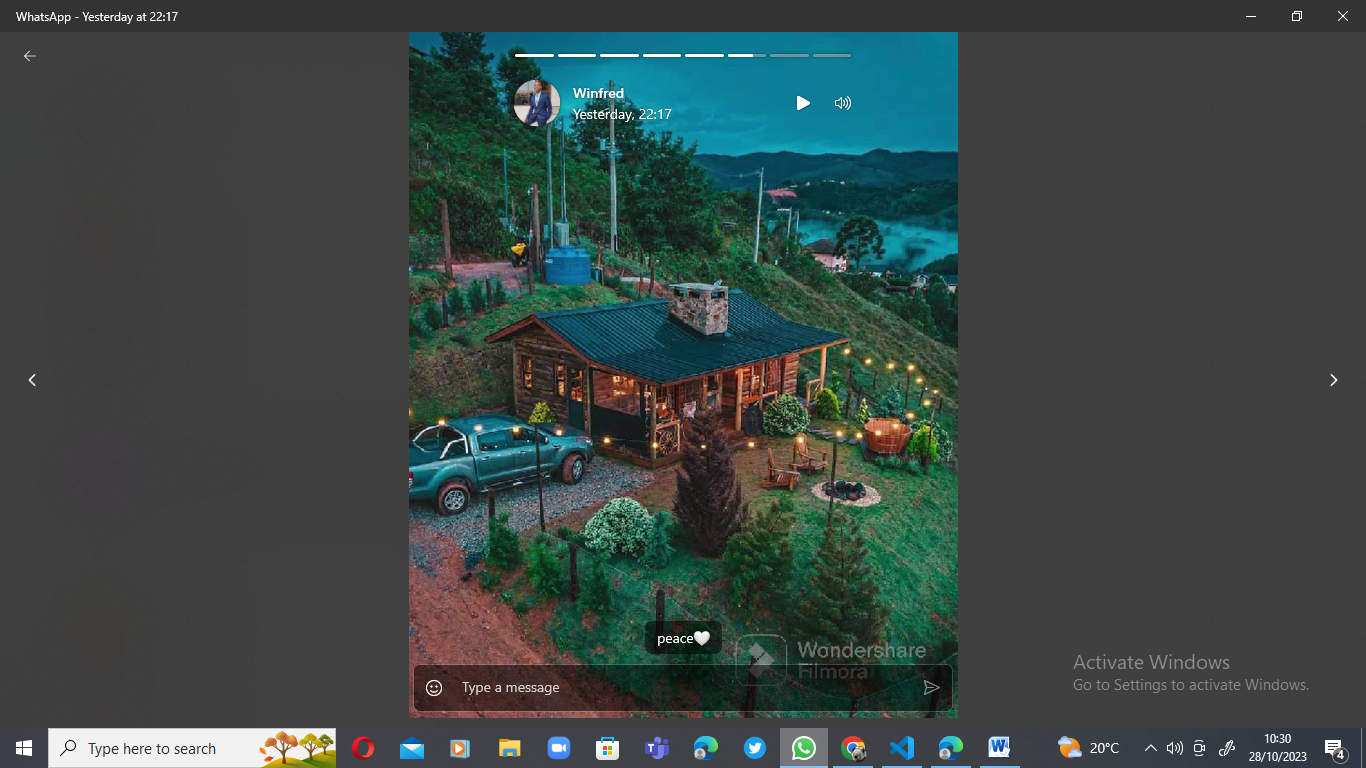 WhatsApp - Yesterday at 22:17
Winfred
Yesterday, 22:17
peace🤍
Wondershare
Filmora
Type a message
Activate Windows
Go to Settings to activate Windows.
Type here to search
20°C
10:30
28/10/2023
4